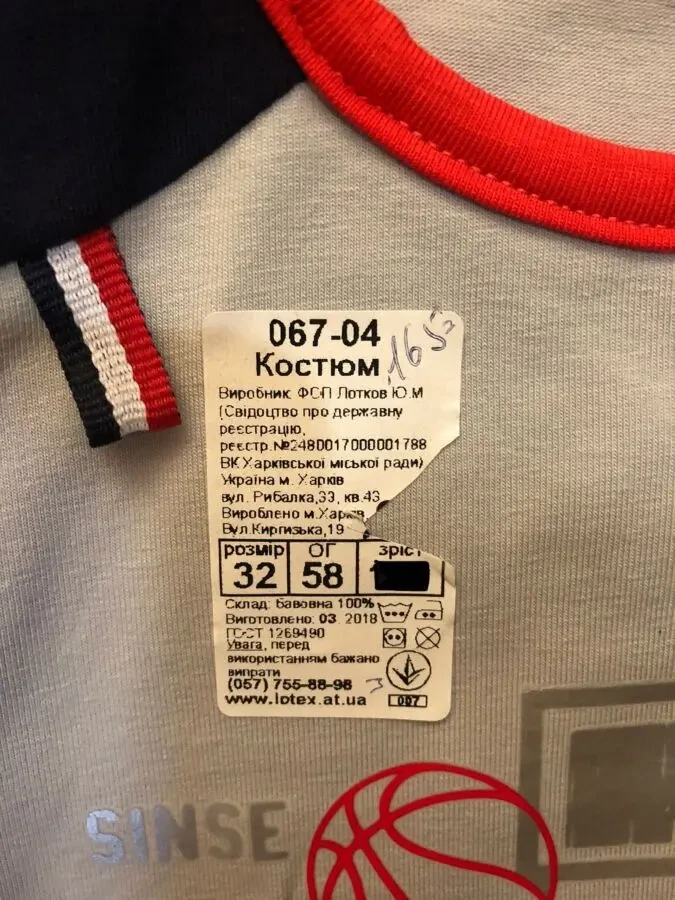 067-04
Костюм 165
Виробник ФОП Лотков Ю.М
(Свідоцтво про державну
реєстрацію,
реєстр.№2480017000001788
ВК Харківської міської ради)
Україна м. Харків
вул. Рибалка,33, кв.43
Вироблено м.Харків
Вул.Киргизька,19
розмір ОГ зріст
32 58
Склад: бавовна 100%
Виготовлено: 03. 2018
ГОСТ 1269490
Увага, перед
використанням бажано
випрати
(057) 755-88-98
www.lotex.at.ua 007
SINSE